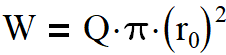 W = Q·π·(r₀)²